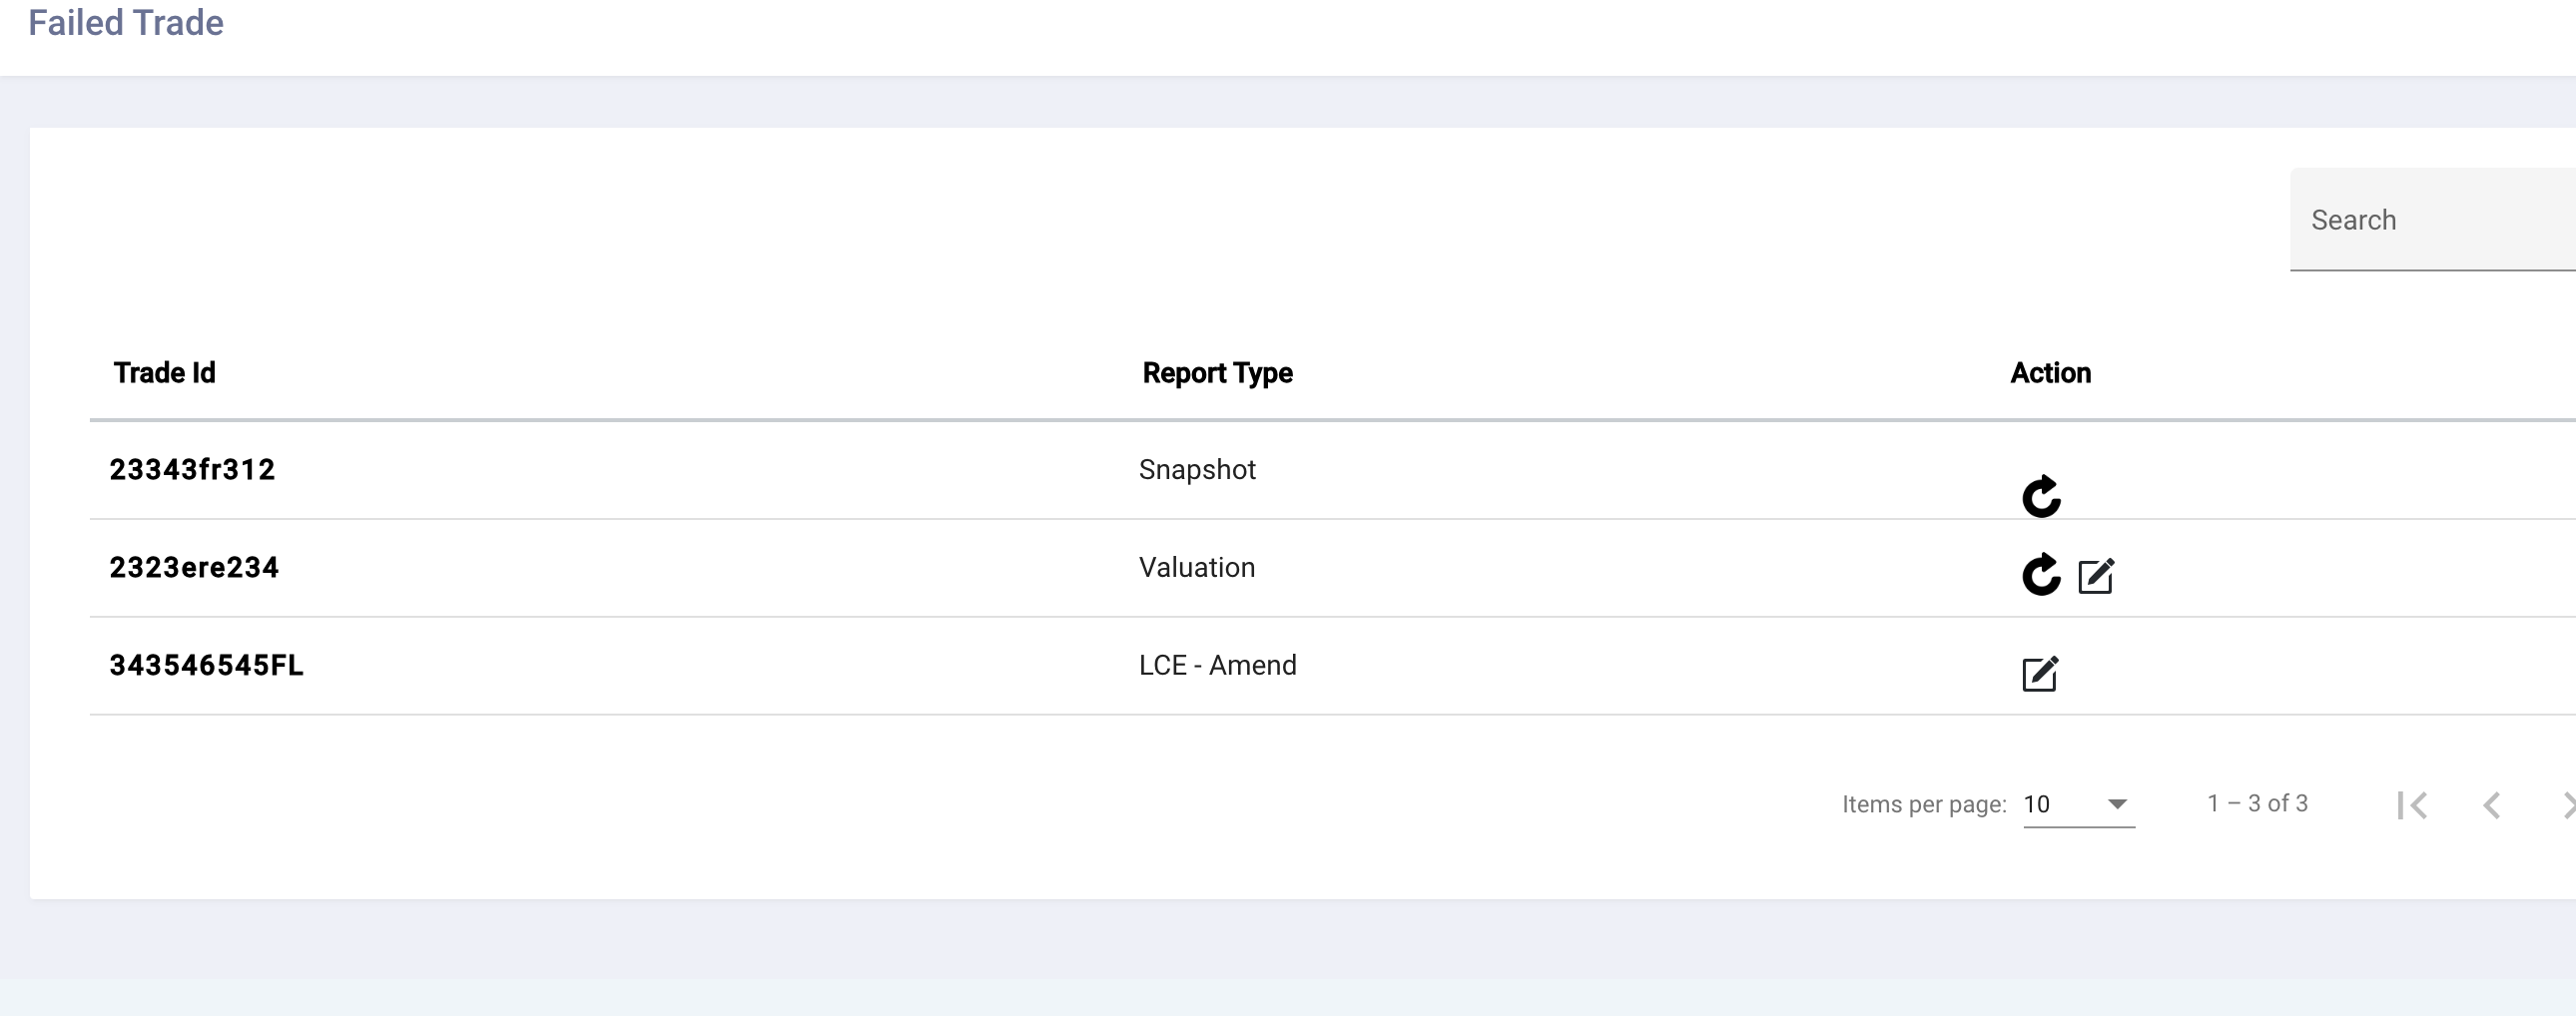 Failed Trade
Search
Trade Id Report Type Action
23343fr312 Snapshot
2323ere234 Valuation
343546545FL LCE - Amend
Items per page: 10 1 – 3 of 3